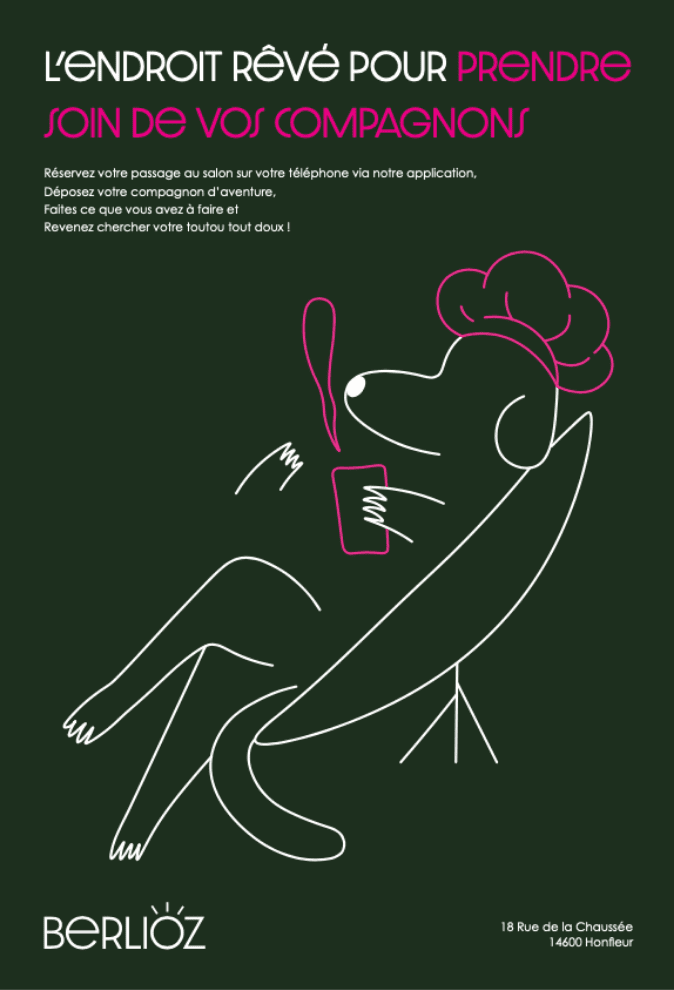 L'ENDROIT RÊVÉ POUR PRENDRE
SOIN DE VOS COMPAGNONS
Réservez votre passage au salon sur votre téléphone via notre application,
Déposez votre compagnon d'aventure,
Faites ce que vous avez à faire et
Revenez chercher votre toutou tout doux !
BERLIOZ
18 Rue de la Chaussée
14600 Honfleur